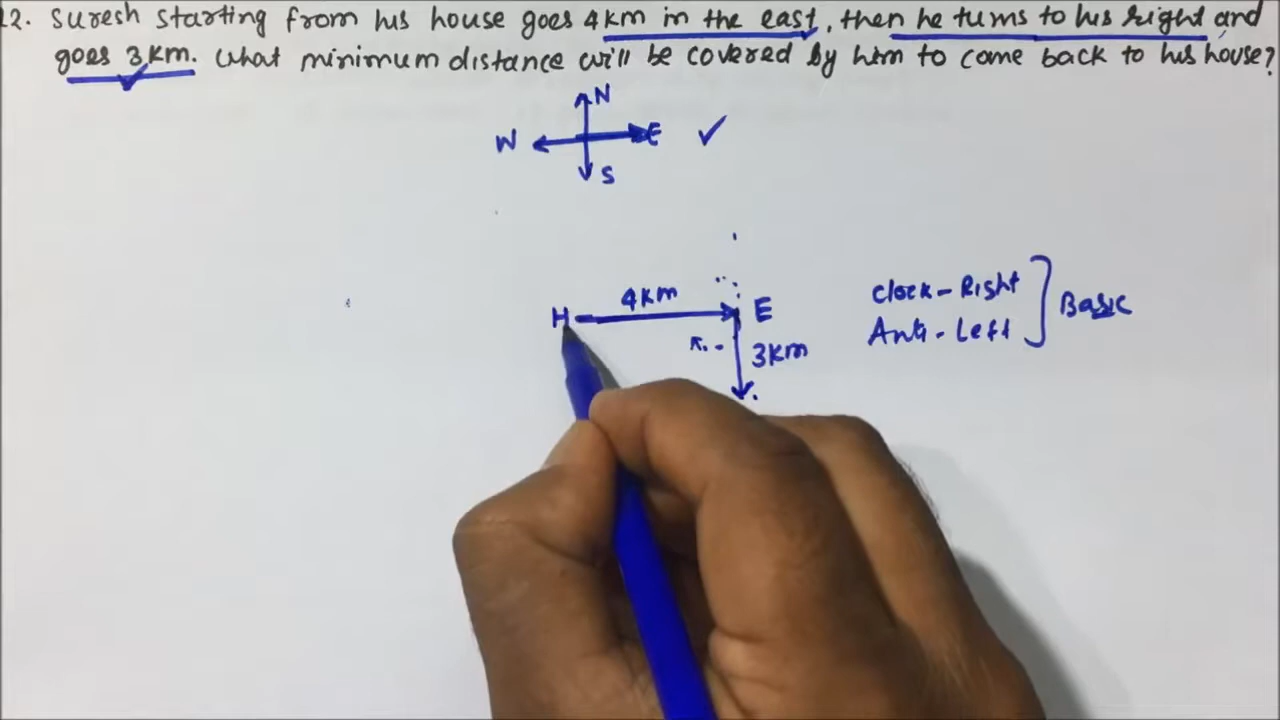 12. Suresh starting from his house goes 4km in the east, then he turns to his right and
goes 3km. What minimum distance will be covered by him to come back to his house?
N
W E
S
4km
H E
3km
Clock-Right
Anti-Left
Basic